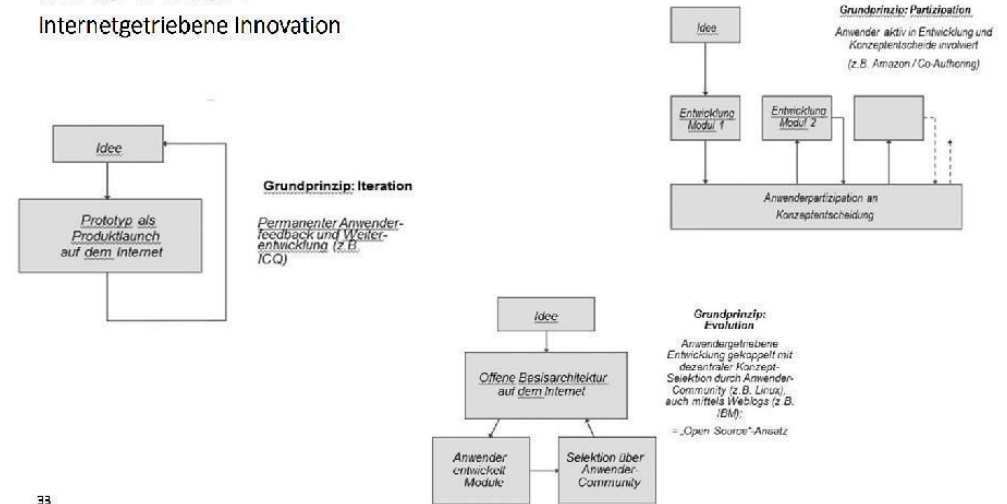 Internetgetriebene Innovation
Idee
Prototyp als
Produktlaunch
auf dem Internet
Grundprinzip: Iteration
Permanenter Anwender-
feedback und Weiter-
entwicklung (z.B.
ICQ)
Idee
Entwicklung
Modul 1
Entwicklung
Modul 2
Anwenderpartizipation an
Konzeptentscheidung
Grundprinzip: Partizipation
Anwender aktiv in Entwicklung und
Konzeptentscheide involviert
(z.B. Amazon / Co-Authoring)
Idee
Offene Basisarchitektur
auf dem Internet
Anwender
entwickelt
Module
Selektion über
Anwender-
Community
Grundprinzip:
Evolution
Anwendergetriebene
Entwicklung gekoppelt mit
dezentraler Konzept-
Selektion durch Anwender-
Community (z.B. Linux),
auch mittels Weblogs (z.B.
IBM);
= „Open Source"-Ansatz
33